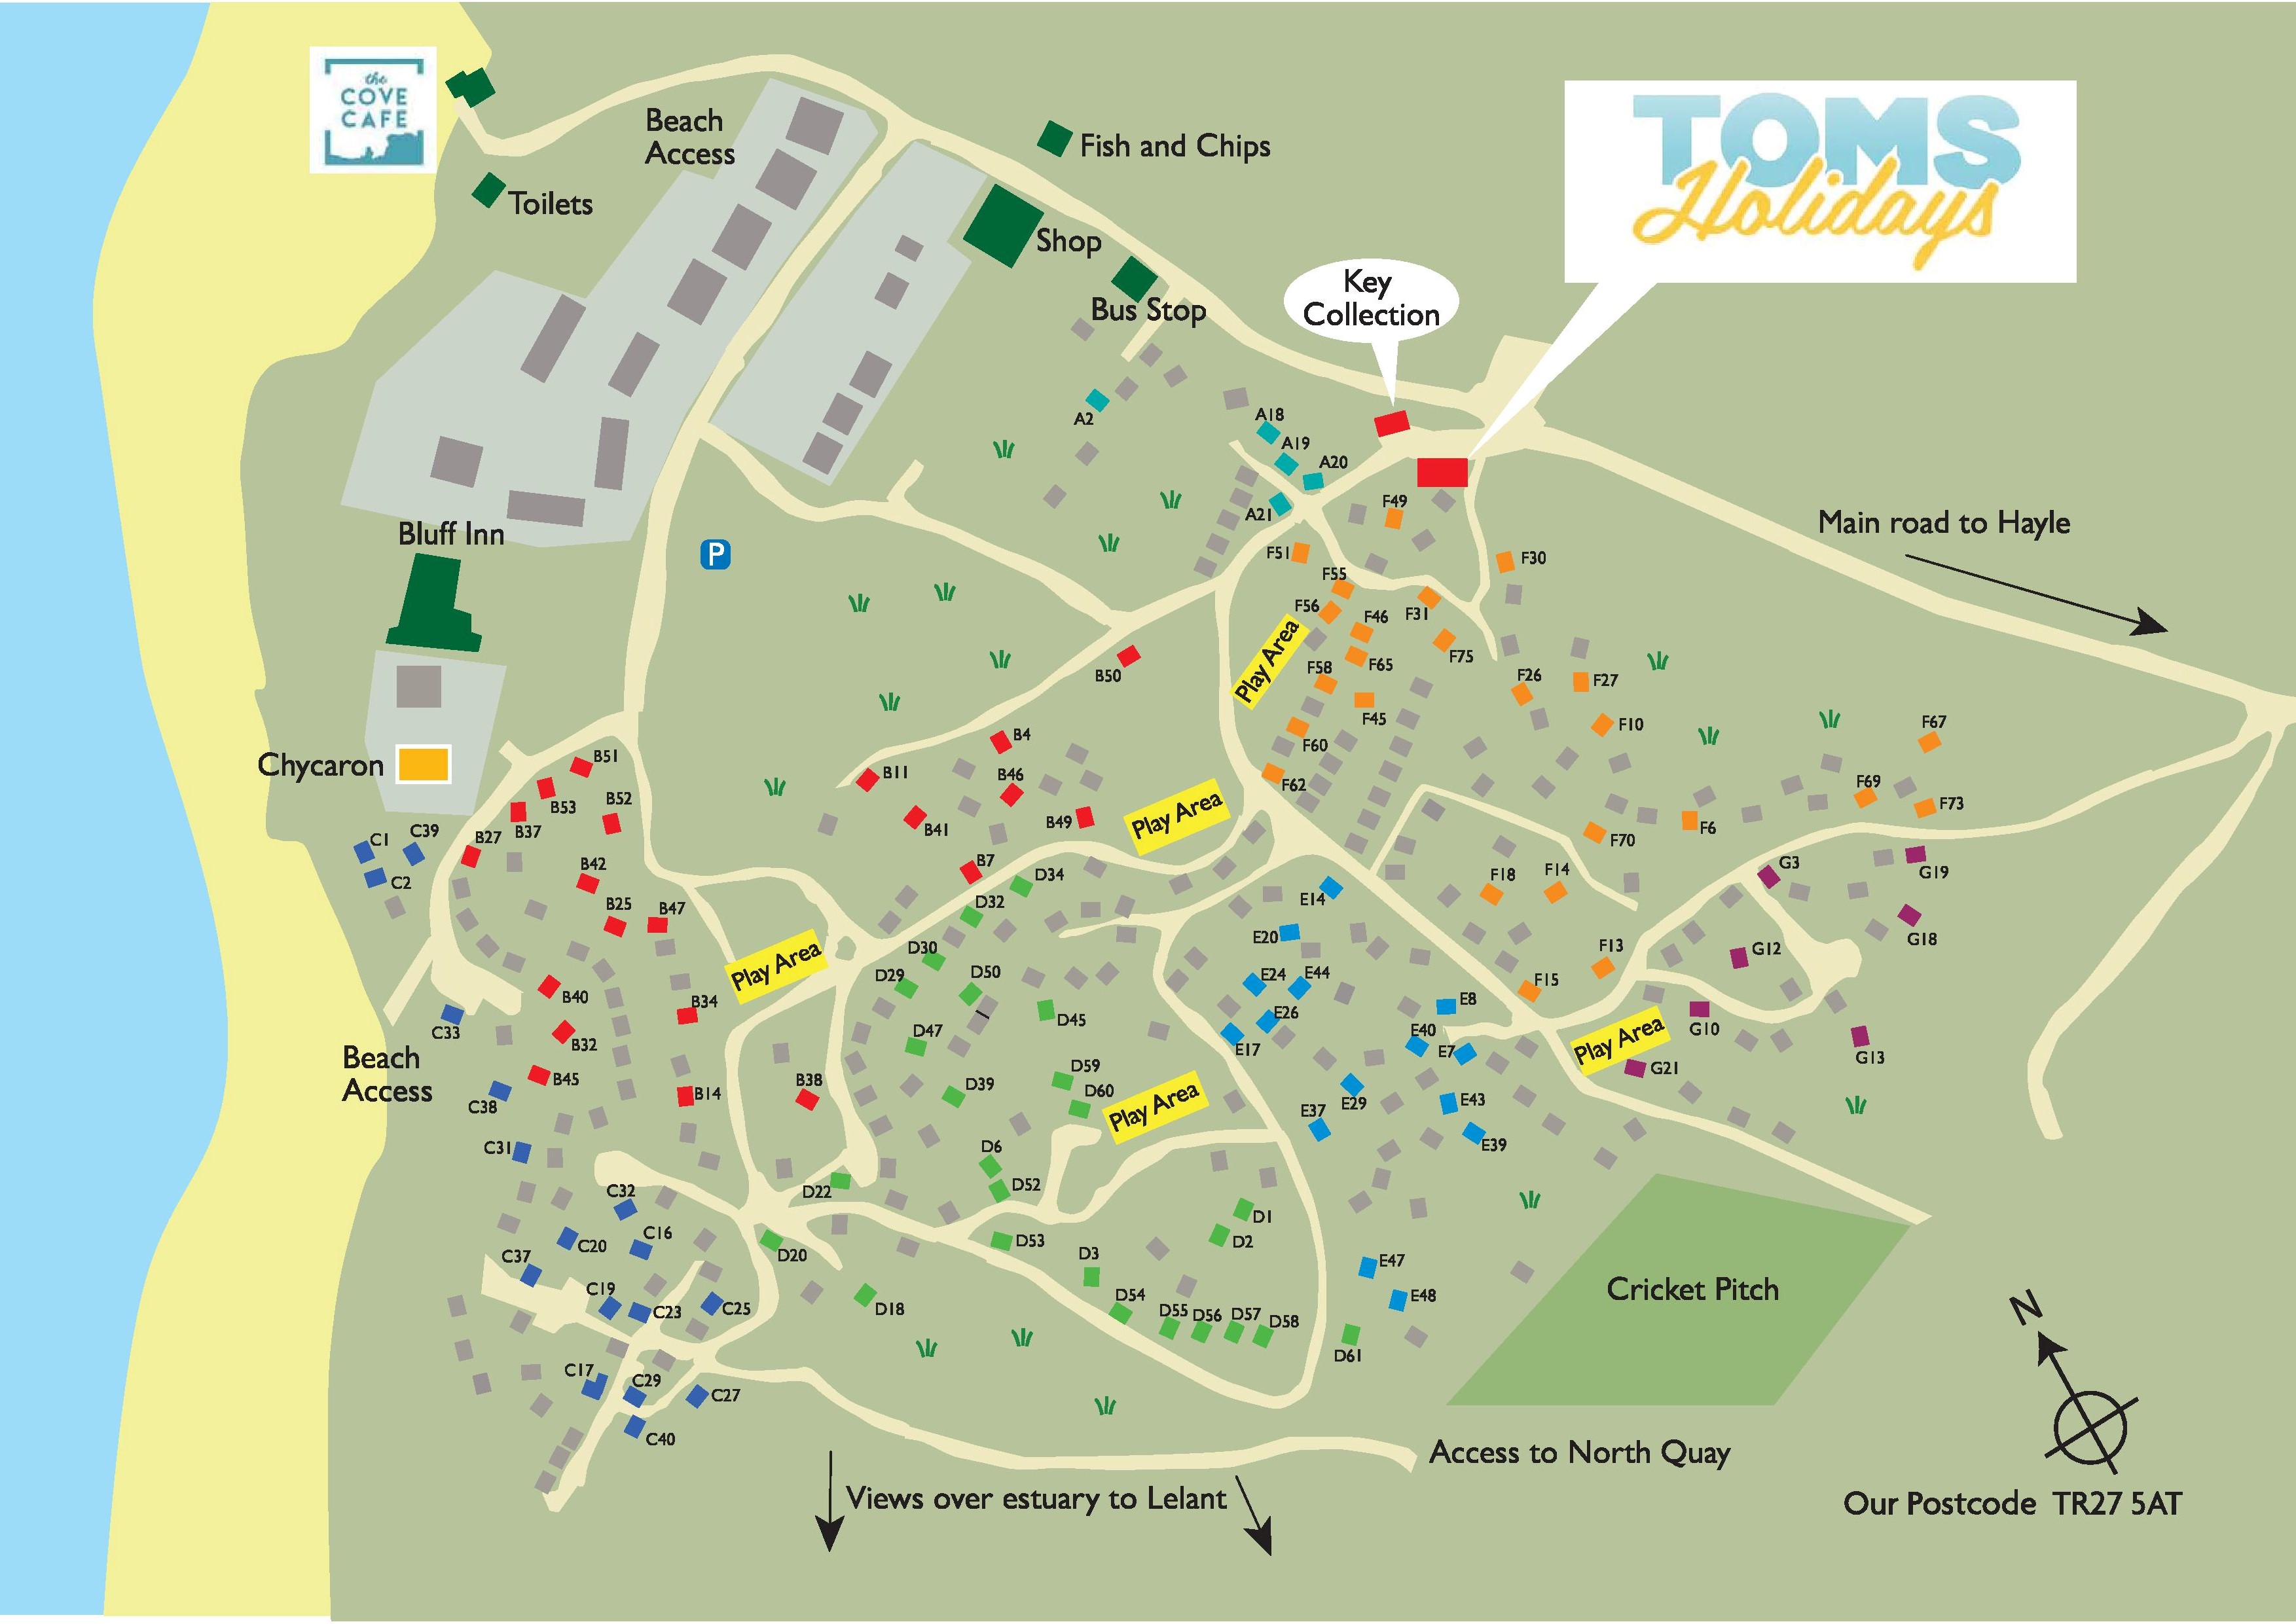 the
COVE
CAFE
Beach
Access
Fish and Chips
Toilets
Shop
Bus Stop
Key
Collection
TOMS
Holidays
Main road to Hayle
Bluff Inn
P
Chycaron
A2
A18
A19
A20
A21
F49
F51
F30
F55
F56
F46
F31
Play Area
F65
F75
F58
F26
F27
F45
F10
F60
F67
F62
F69
F73
F6
F70
F18
F14
F13
F15
B50
B4
B11
B46
B41
B49
Play Area
B7
B51
B53
B52
B37
B27
B42
B25
B47
B40
B34
B32
B45
B14
B38
C1
C39
C2
C33
Beach
Access
C38
C31
C32
C20
C16
C37
C19
C23
C25
C17
C29
C27
C40
Play Area
D34
D32
D30
D29
D50
D45
D47
D59
D39
D60
Play Area
D6
D52
D22
D20
D53
D18
D1
D2
D3
D54
D55
D56
D57
D58
D61
E14
E20
E24
E44
E26
E17
E8
E40
E7
E29
E37
E43
E39
E47
E48
G3
G19
G18
G12
G10
Play Area
G13
G21
Cricket Pitch
N
Access to North Quay
Views over estuary to Lelant
Our Postcode TR27 5AT